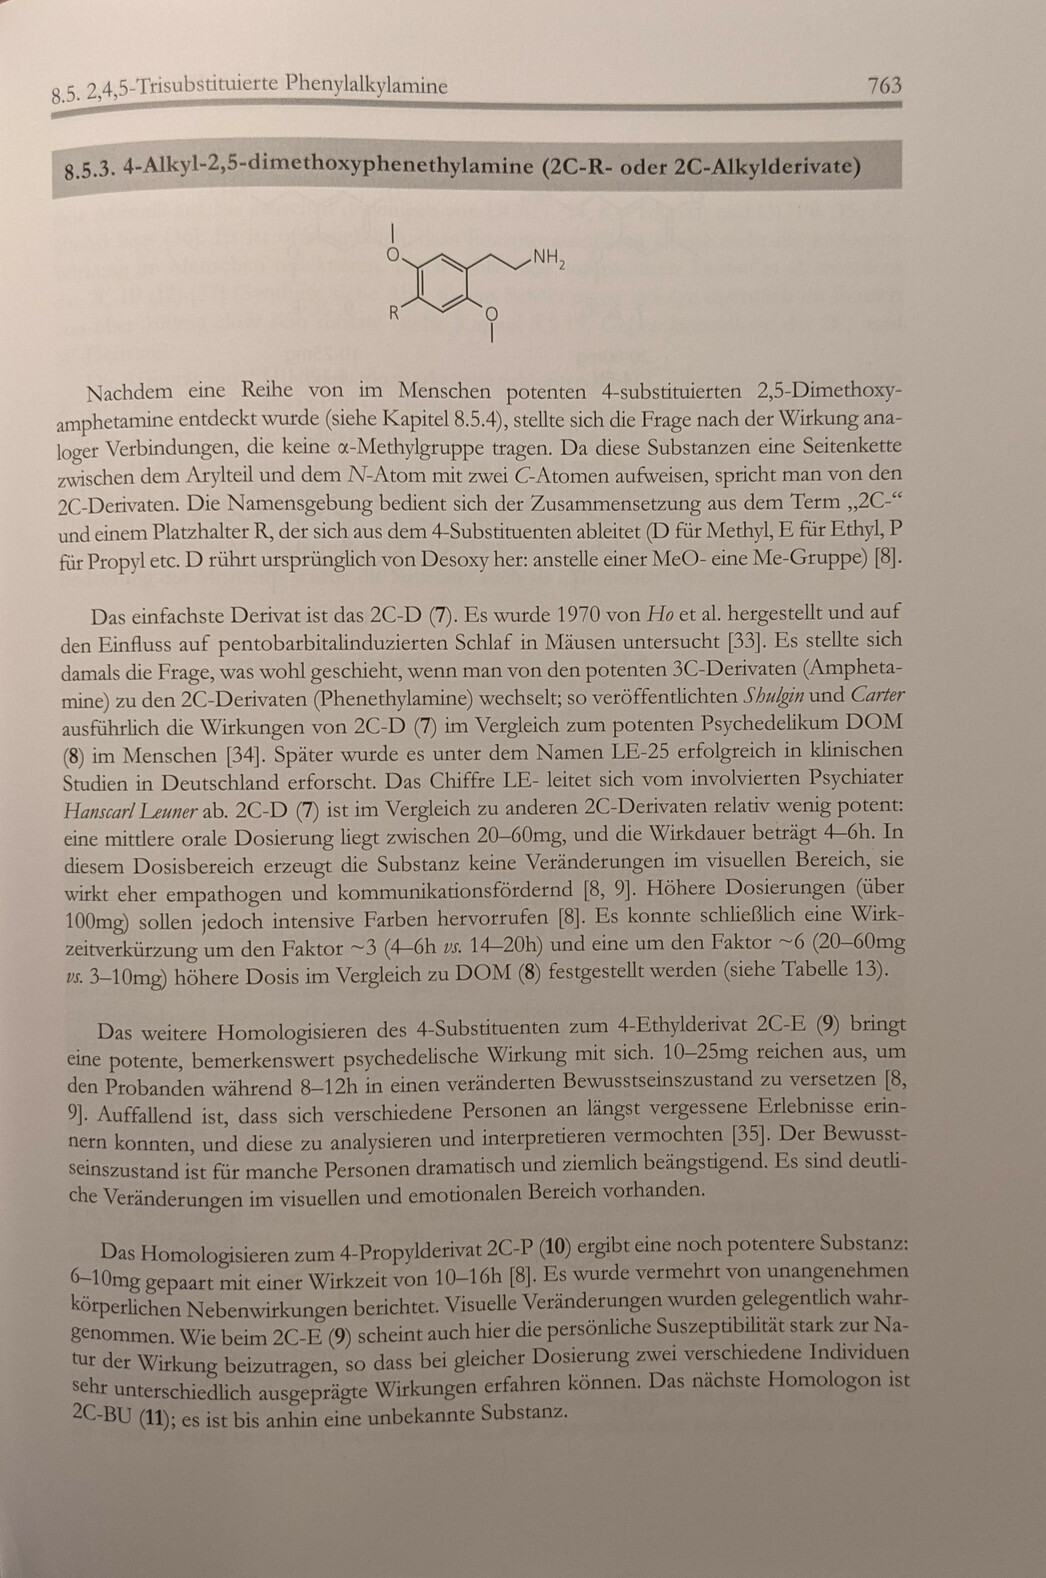 8.5. 2,4,5-Trisubstituierte Phenylalkylamine 763
8.5.3. 4-Alkyl-2,5-dimethoxyphenethylamine (2C-R- oder 2C-Alkylderivate)
O
NH2
R
O
Nachdem eine Reihe von im Menschen potenten 4-substituierten 2,5-Dimethoxy-
amphetamine entdeckt wurde (siehe Kapitel 8.5.4), stellte sich die Frage nach der Wirkung ana-
loger Verbindungen, die keine α-Methylgruppe tragen. Da diese Substanzen eine Seitenkette
zwischen dem Arylteil und dem N-Atom mit zwei C-Atomen aufweisen, spricht man von den
2C-Derivaten. Die Namensgebung bedient sich der Zusammensetzung aus dem Term „2C-“
und einem Platzhalter R, der sich aus dem 4-Substituenten ableitet (D für Methyl, E für Ethyl, P
für Propyl etc. D rührt ursprünglich von Desoxy her: anstelle einer MeO- eine Me-Gruppe) [8].
Das einfachste Derivat ist das 2C-D (7). Es wurde 1970 von Ho et al. hergestellt und auf
den Einfluss auf pentobarbitalinduzierten Schlaf in Mäusen untersucht [33]. Es stellte sich
damals die Frage, was wohl geschieht, wenn man von den potenten 3C-Derivaten (Ampheta-
mine) zu den 2C-Derivaten (Phenethylamine) wechselt; so veröffentlichten Shulgin und Carter
ausführlich die Wirkungen von 2C-D (7) im Vergleich zum potenten Psychedelikum DOM
(8) im Menschen [34]. Später wurde es unter dem Namen LE-25 erfolgreich in klinischen
Studien in Deutschland erforscht. Das Chiffre LE- leitet sich vom involvierten Psychiater
Hanscarl Leuner ab. 2C-D (7) ist im Vergleich zu anderen 2C-Derivaten relativ wenig potent:
eine mittlere orale Dosierung liegt zwischen 20–60mg, und die Wirkdauer beträgt 4–6h. In
diesem Dosisbereich erzeugt die Substanz keine Veränderungen im visuellen Bereich, sie
wirkt eher empathogen und kommunikationsfördernd [8, 9]. Höhere Dosierungen (über
100mg) sollen jedoch intensive Farben hervorrufen [8]. Es konnte schließlich eine Wirk-
zeitverkürzung um den Faktor ~3 (4–6h vs. 14–20h) und eine um den Faktor ~6 (20–60mg
vs. 3–10mg) höhere Dosis im Vergleich zu DOM (8) festgestellt werden (siehe Tabelle 13).
Das weitere Homologisieren des 4-Substituenten zum 4-Ethylderivat 2C-E (9) bringt
eine potente, bemerkenswert psychedelische Wirkung mit sich. 10–25mg reichen aus, um
den Probanden während 8–12h in einen veränderten Bewusstseinszustand zu versetzen [8,
9]. Auffallend ist, dass sich verschiedene Personen an längst vergessene Erlebnisse erin-
nern konnten, und diese zu analysieren und interpretieren vermochten [35]. Der Bewusst-
seinszustand ist für manche Personen dramatisch und ziemlich beängstigend. Es sind deutli-
che Veränderungen im visuellen und emotionalen Bereich vorhanden.
Das Homologisieren zum 4-Propylderivat 2C-P (10) ergibt eine noch potentere Substanz:
6–10mg gepaart mit einer Wirkzeit von 10–16h [8]. Es wurde vermehrt von unangenehmen
körperlichen Nebenwirkungen berichtet. Visuelle Veränderungen wurden gelegentlich wahr-
genommen. Wie beim 2C-E (9) scheint auch hier die persönliche Suszeptibilität stark zur Na-
tur der Wirkung beizutragen, so dass bei gleicher Dosierung zwei verschiedene Individuen
sehr unterschiedlich ausgeprägte Wirkungen erfahren können. Das nächste Homologon ist
2C-BU (11); es ist bis anhin eine unbekannte Substanz.